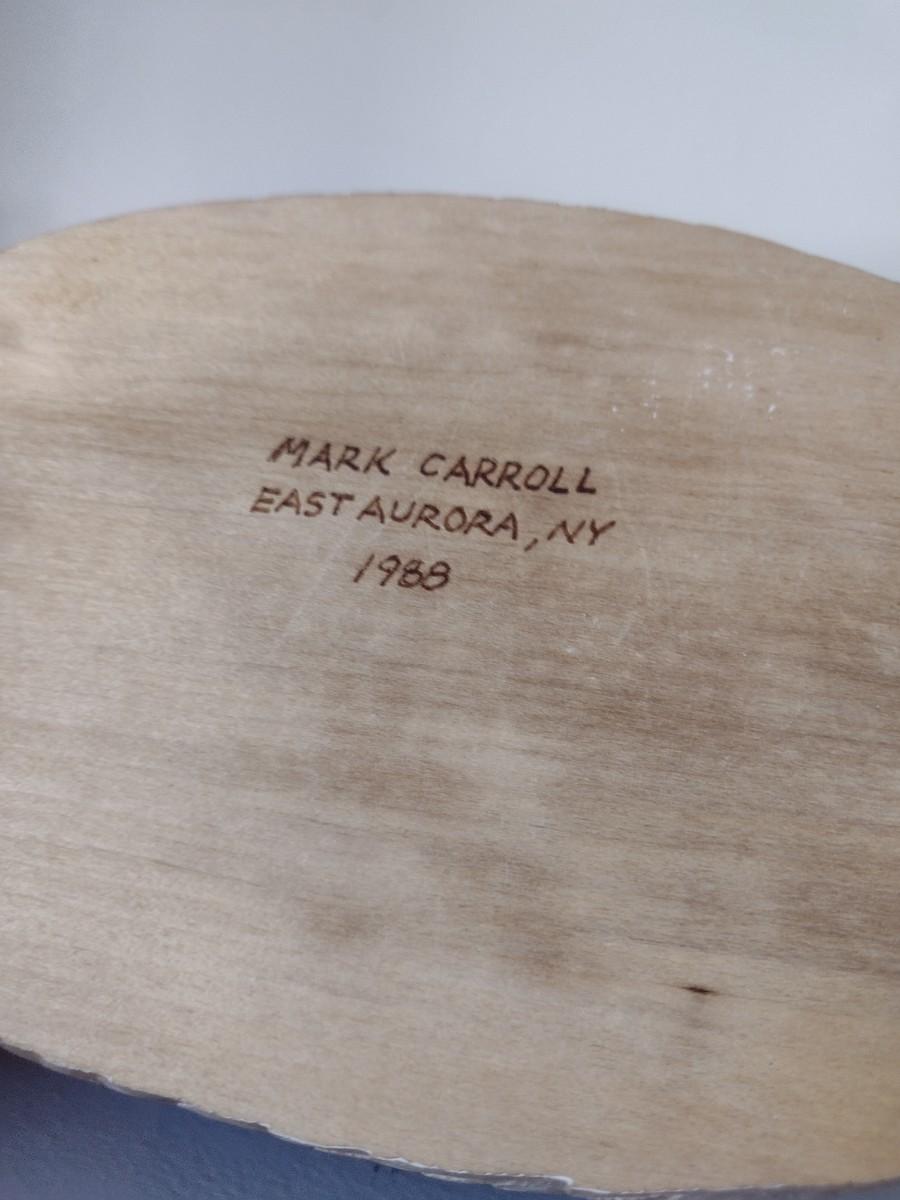 MARK CARROLL
EAST AURORA, NY
1988